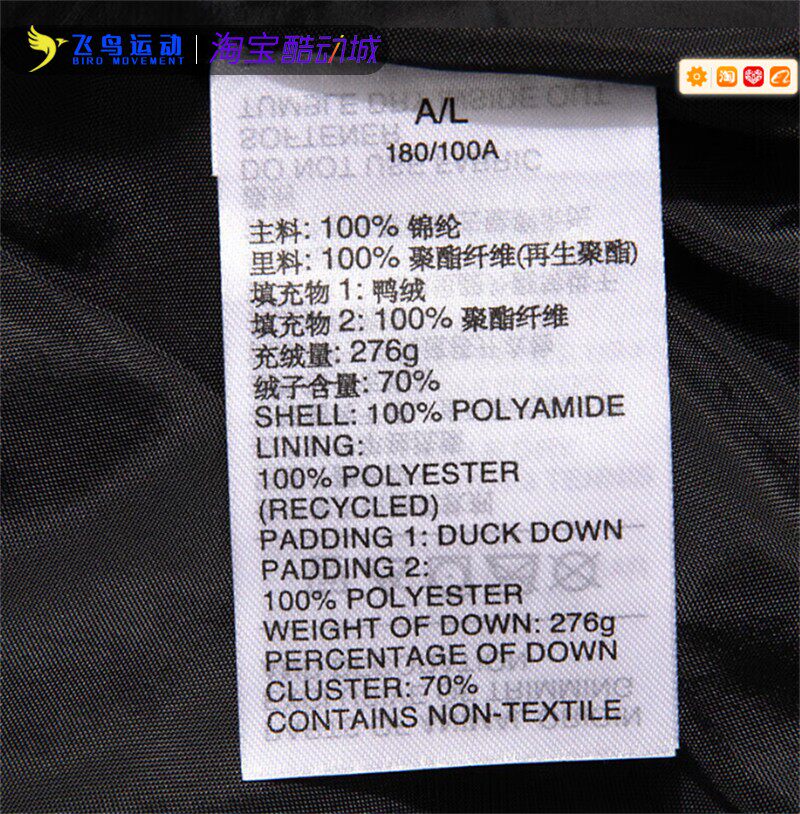 飞鸟运动
BIRD MOVEMENT
淘宝酷动城
淘
A/L
180/100A
主料: 100% 锦纶
里料: 100% 聚酯纤维(再生聚酯)
填充物 1: 鸭绒
填充物 2: 100% 聚酯纤维
充绒量: 276g
绒子含量: 70%
SHELL: 100% POLYAMIDE
LINING:
100% POLYESTER
(RECYCLED)
PADDING 1: DUCK DOWN
PADDING 2:
100% POLYESTER
WEIGHT OF DOWN: 276g
PERCENTAGE OF DOWN
CLUSTER: 70%
CONTAINS NON-TEXTILE